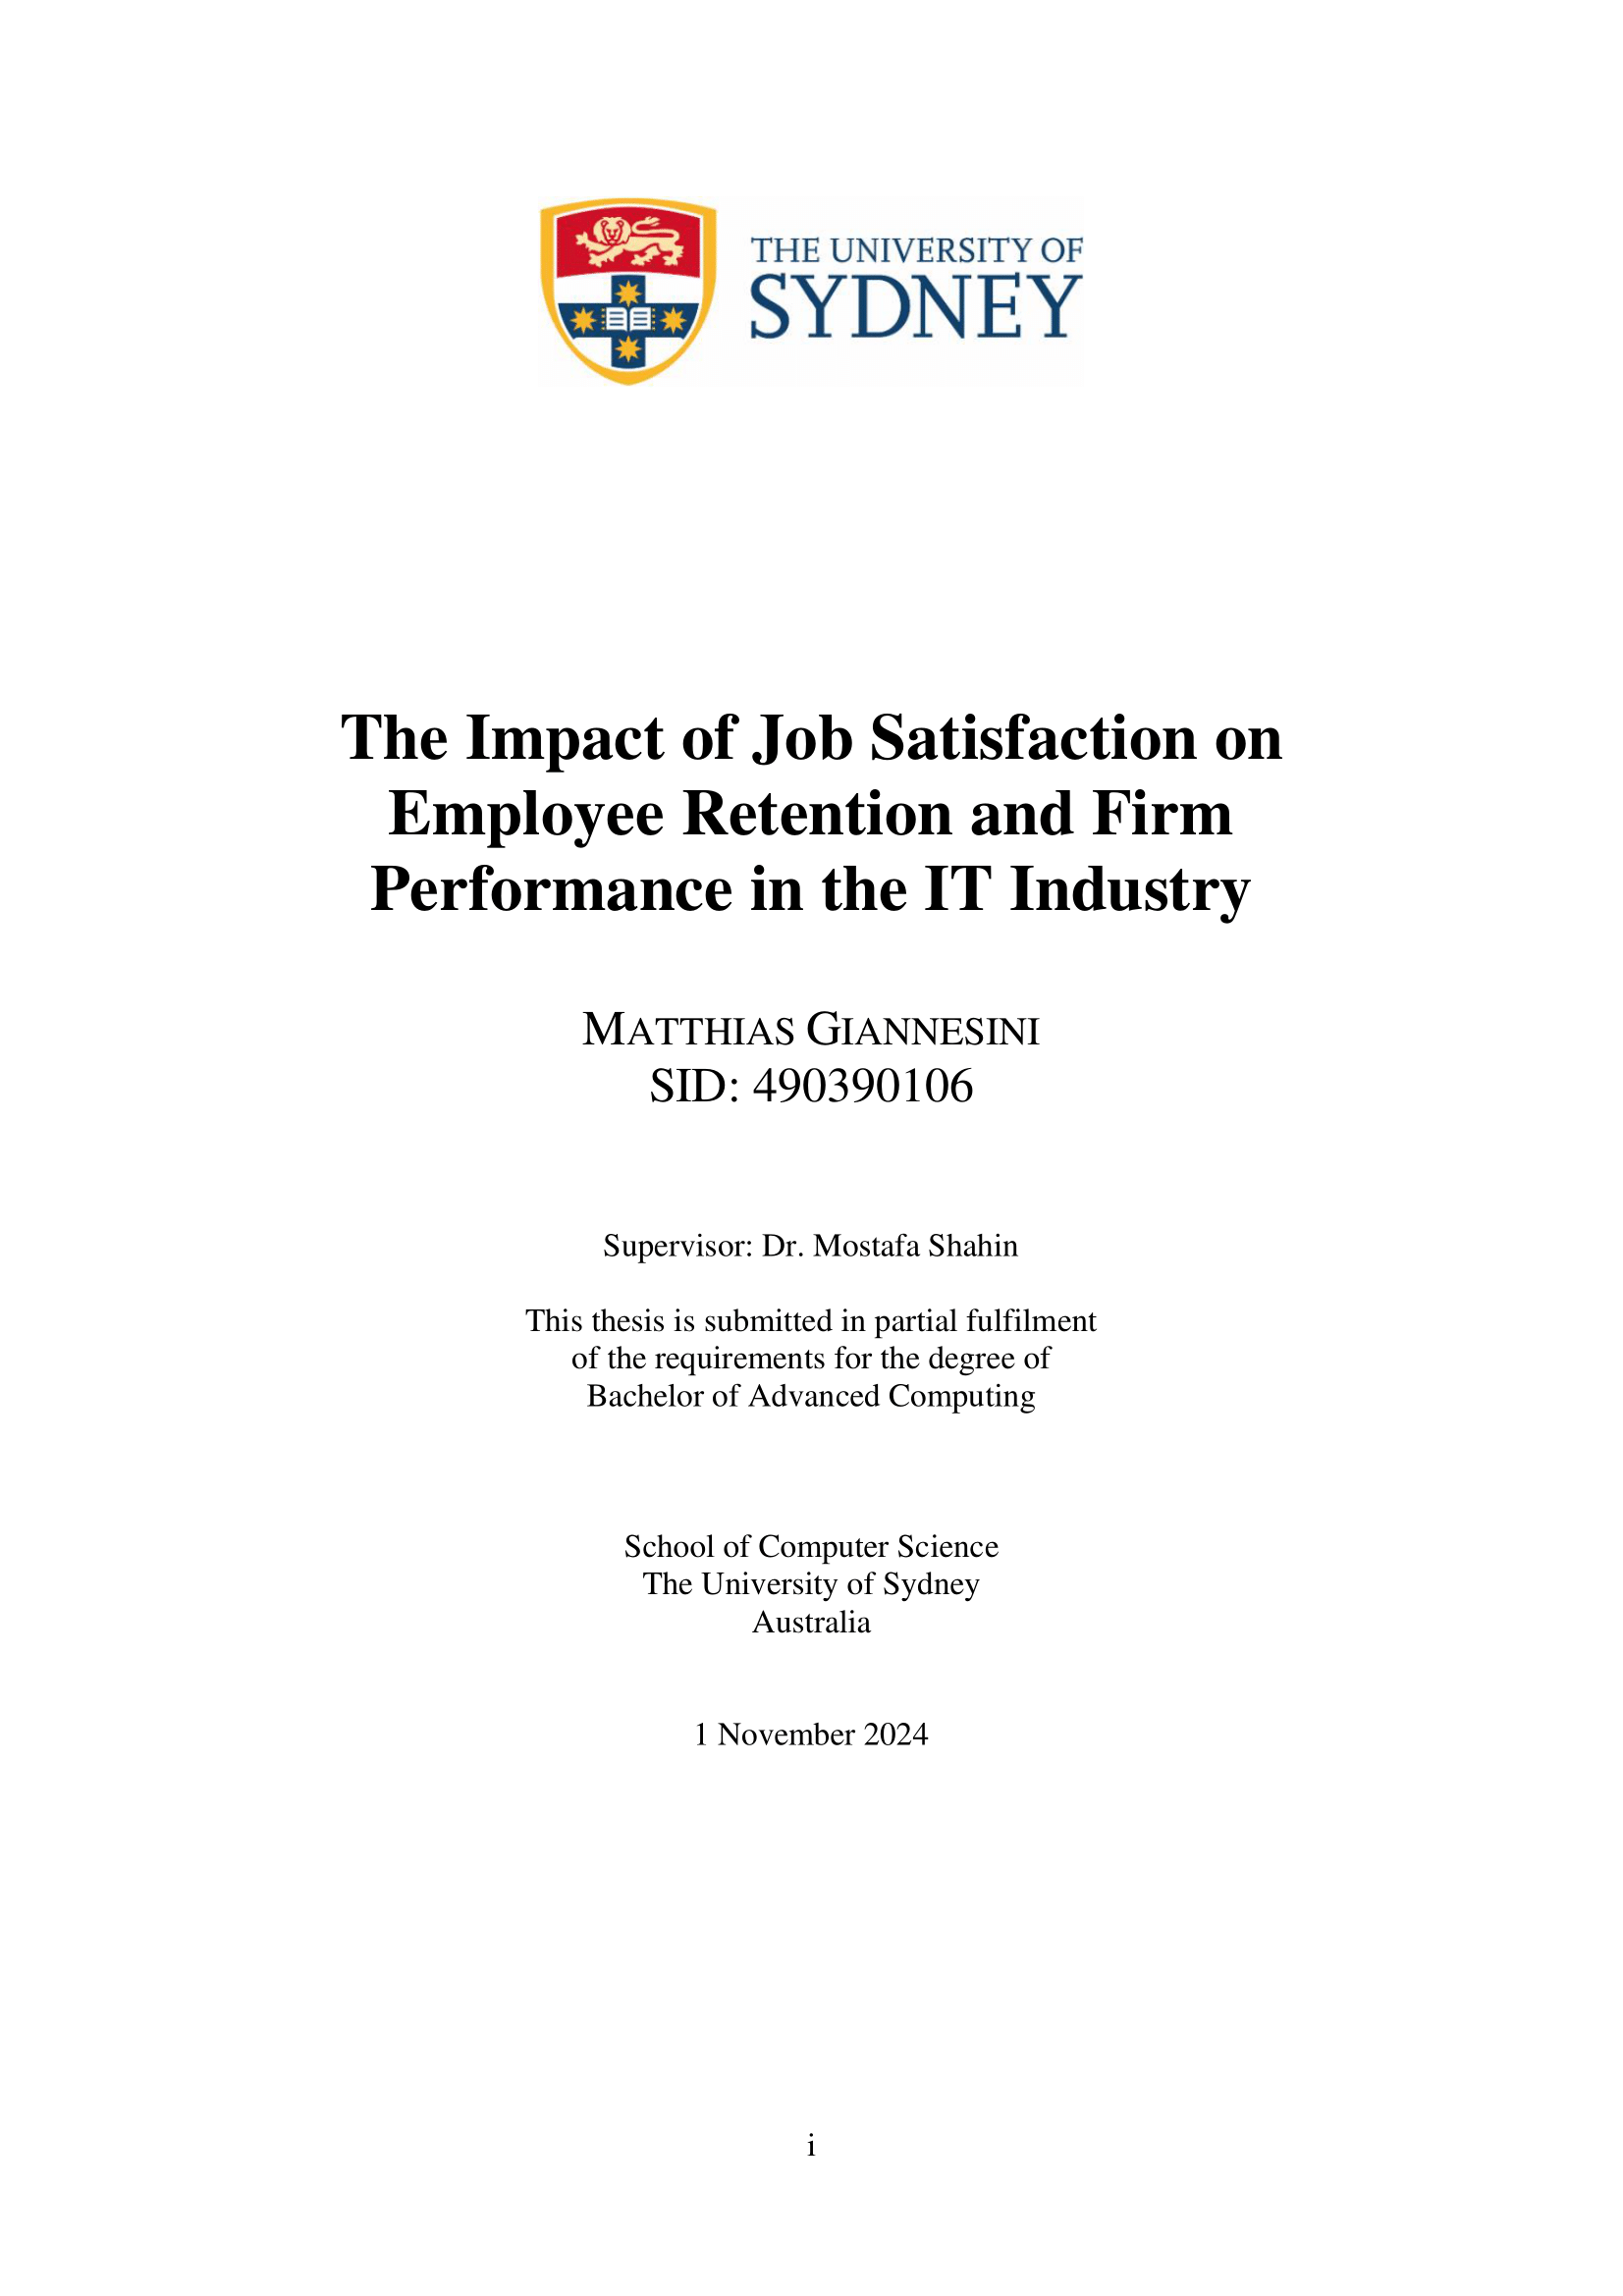 THE UNIVERSITY OF
SYDNEY
The Impact of Job Satisfaction on
Employee Retention and Firm
Performance in the IT Industry
MATTHIAS GIANNESINI
SID: 490390106
Supervisor: Dr. Mostafa Shahin
This thesis is submitted in partial fulfilment
of the requirements for the degree of
Bachelor of Advanced Computing
School of Computer Science
The University of Sydney
Australia
1 November 2024
i